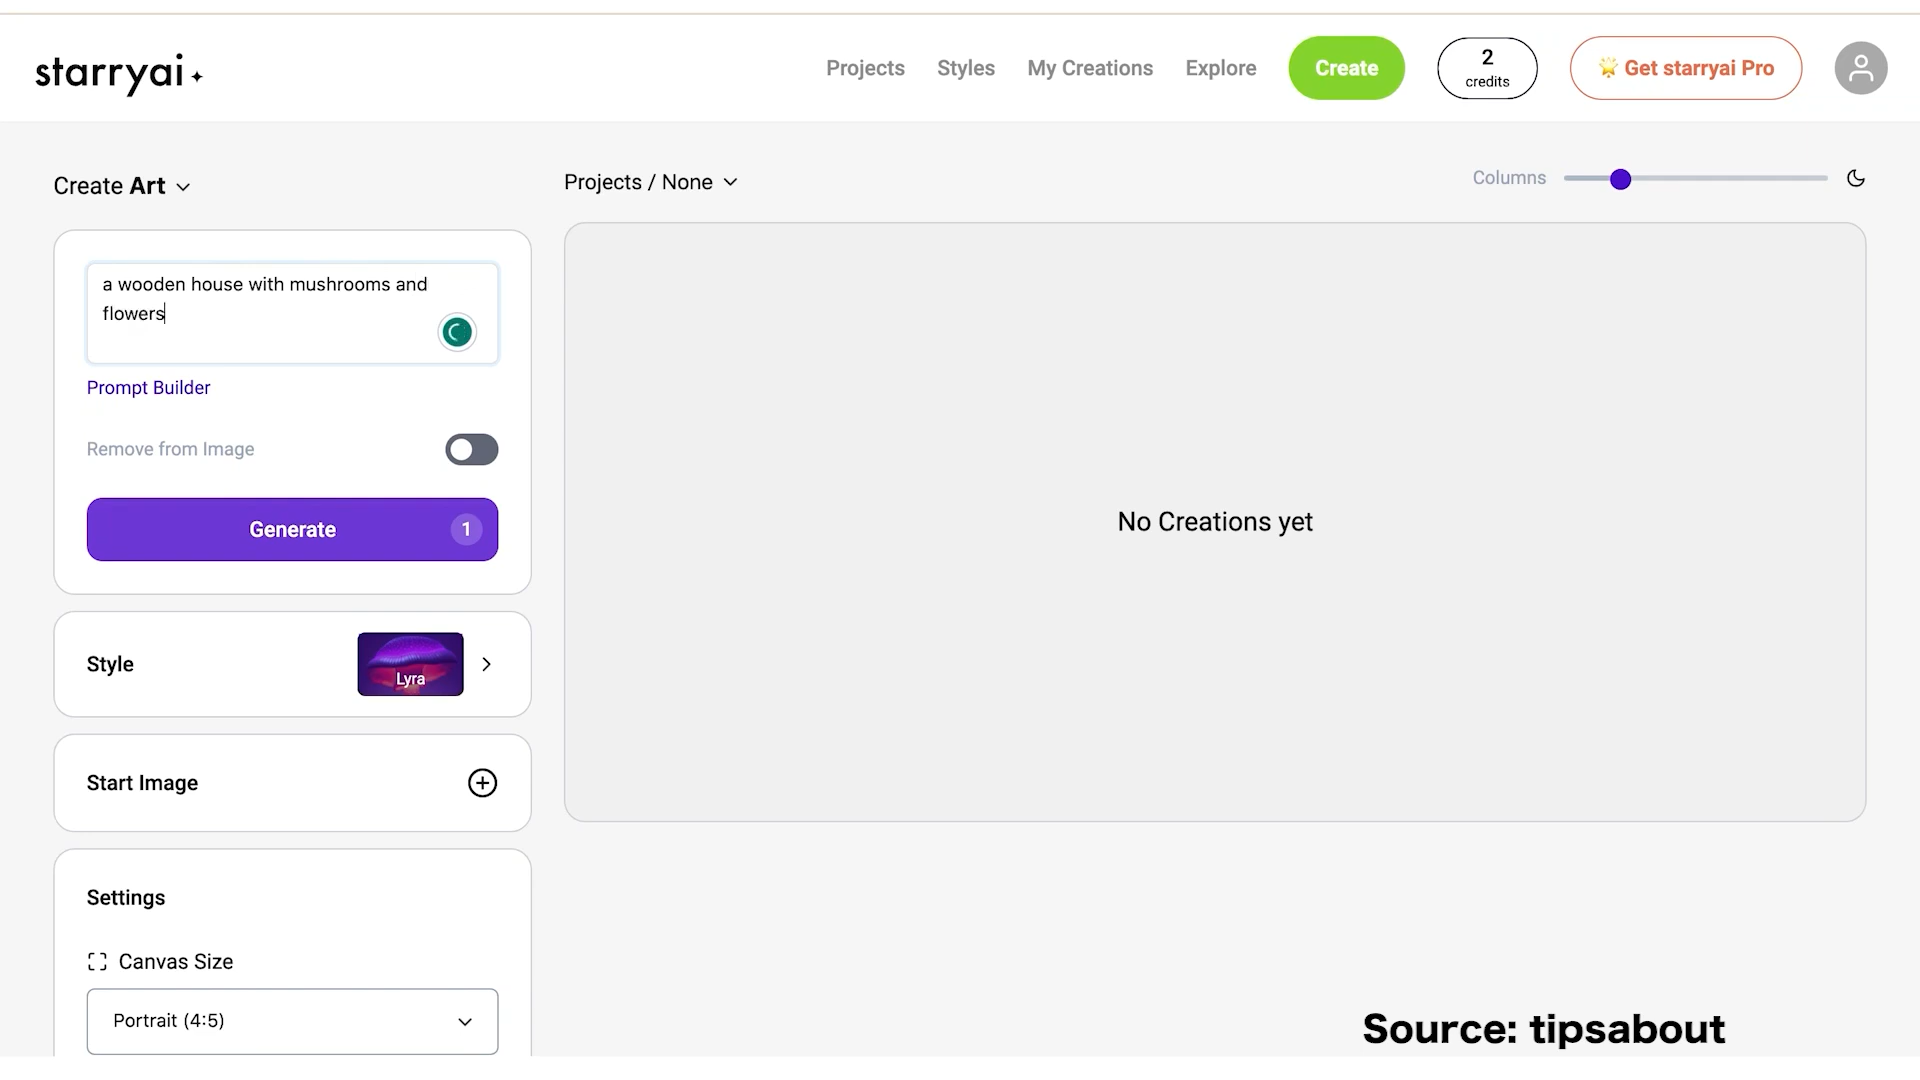 starryai
Projects
Styles
My Creations
Explore
Create
2
credits
Get starryai Pro
Create Art
Projects / None
Columns
a wooden house with mushrooms and
flowers
Prompt Builder
Remove from Image
Generate
1
No Creations yet
Style
Lyra
Start Image
Settings
Canvas Size
Portrait (4:5)
Source: tipsabout